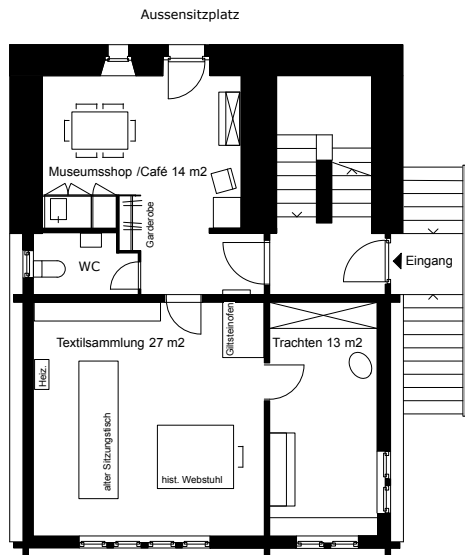 Aussensitzplatz
Museumsshop /Café 14 m2
Garderobe
WC
Eingang
Textilsammlung 27 m2
Giltsteinofen
Trachten 13 m2
Heiz.
alter Sitzungstisch
hist. Webstuhl